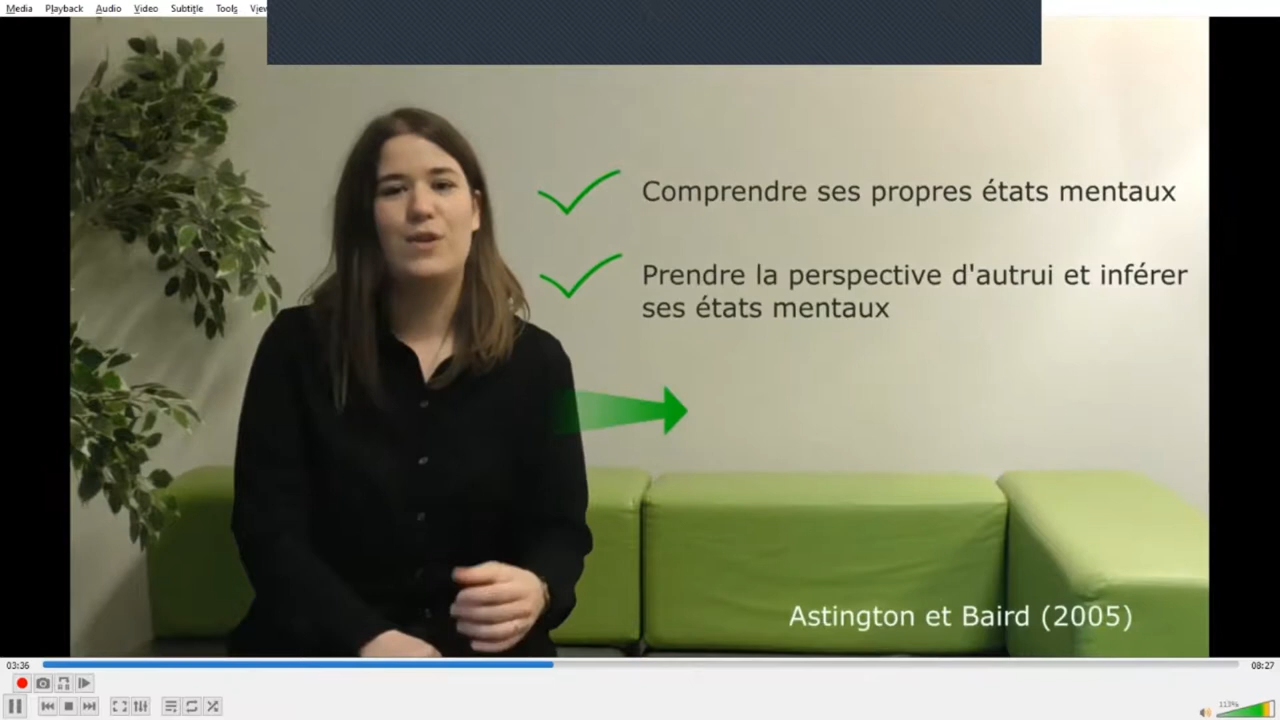 Media Playback Audio Video Subtitle Tools
Comprendre ses propres états mentaux
Prendre la perspective d'autrui et inférer
ses états mentaux
Astington et Baird (2005)
03:36
08:27
113%